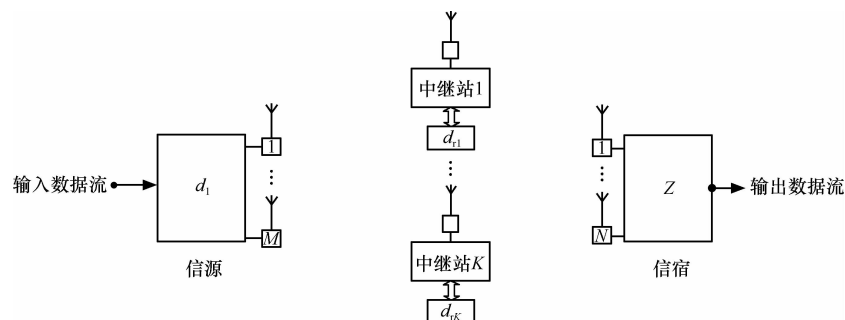 输入数据流
d₁
1
⋮
M
信源
中继站1
d_r1
⋮
中继站K
d_rK
1
⋮
N
Z
信宿
输出数据流